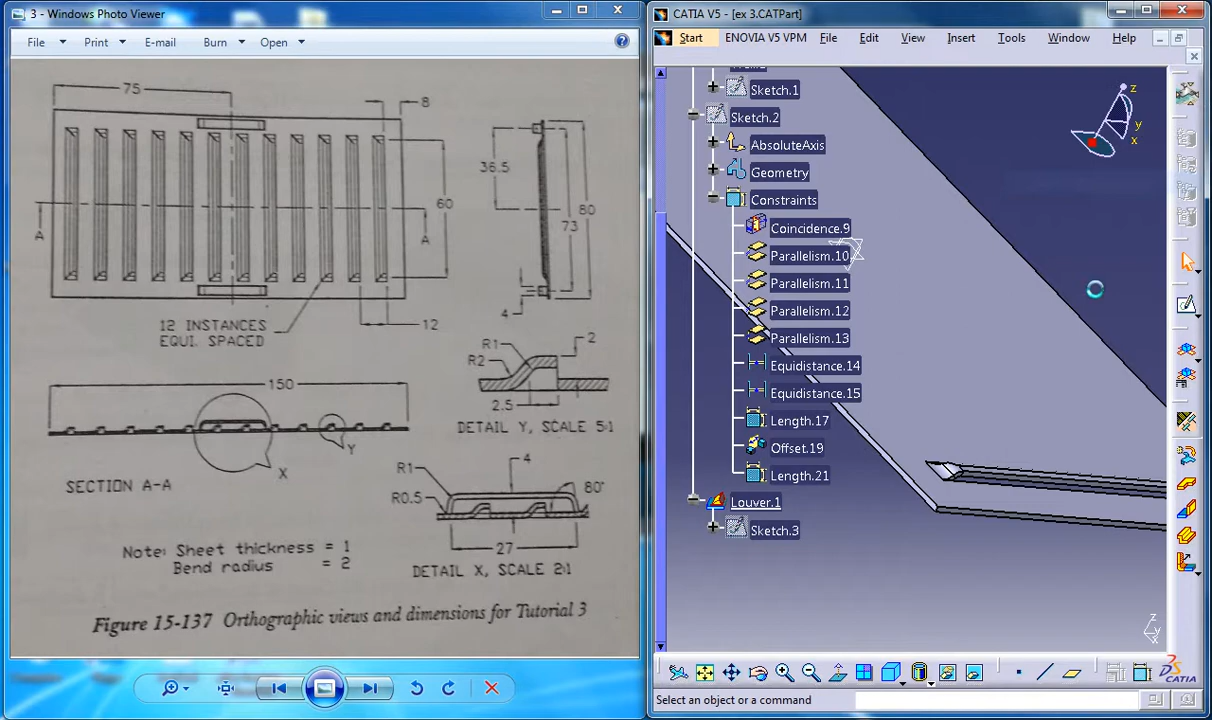 3 - Windows Photo Viewer
File Print E-mail Burn Open
75
8
36.5
60
80
73
A
A
4
12 INSTANCES
EQUI. SPACED
12
R1
R2
2
2.5
DETAIL Y, SCALE 5:1
150
X
Y
SECTION A-A
R1
R0.5
4
80°
27
DETAIL X, SCALE 2:1
Note: Sheet thickness = 1
Bend radius = 2
Figure 15-137 Orthographic views and dimensions for Tutorial 3
CATIA V5 - [ex 3.CATPart]
Start ENOVIA V5 VPM File Edit View Insert Tools Window Help
Sketch.1
Sketch.2
AbsoluteAxis
Geometry
Constraints
Coincidence.9
Parallelism.10
Parallelism.11
Parallelism.12
Parallelism.13
Equidistance.14
Equidistance.15
Length.17
Offset.19
Length.21
Louver.1
Sketch.3
z
y
x
z
y
CATIA
Select an object or a command